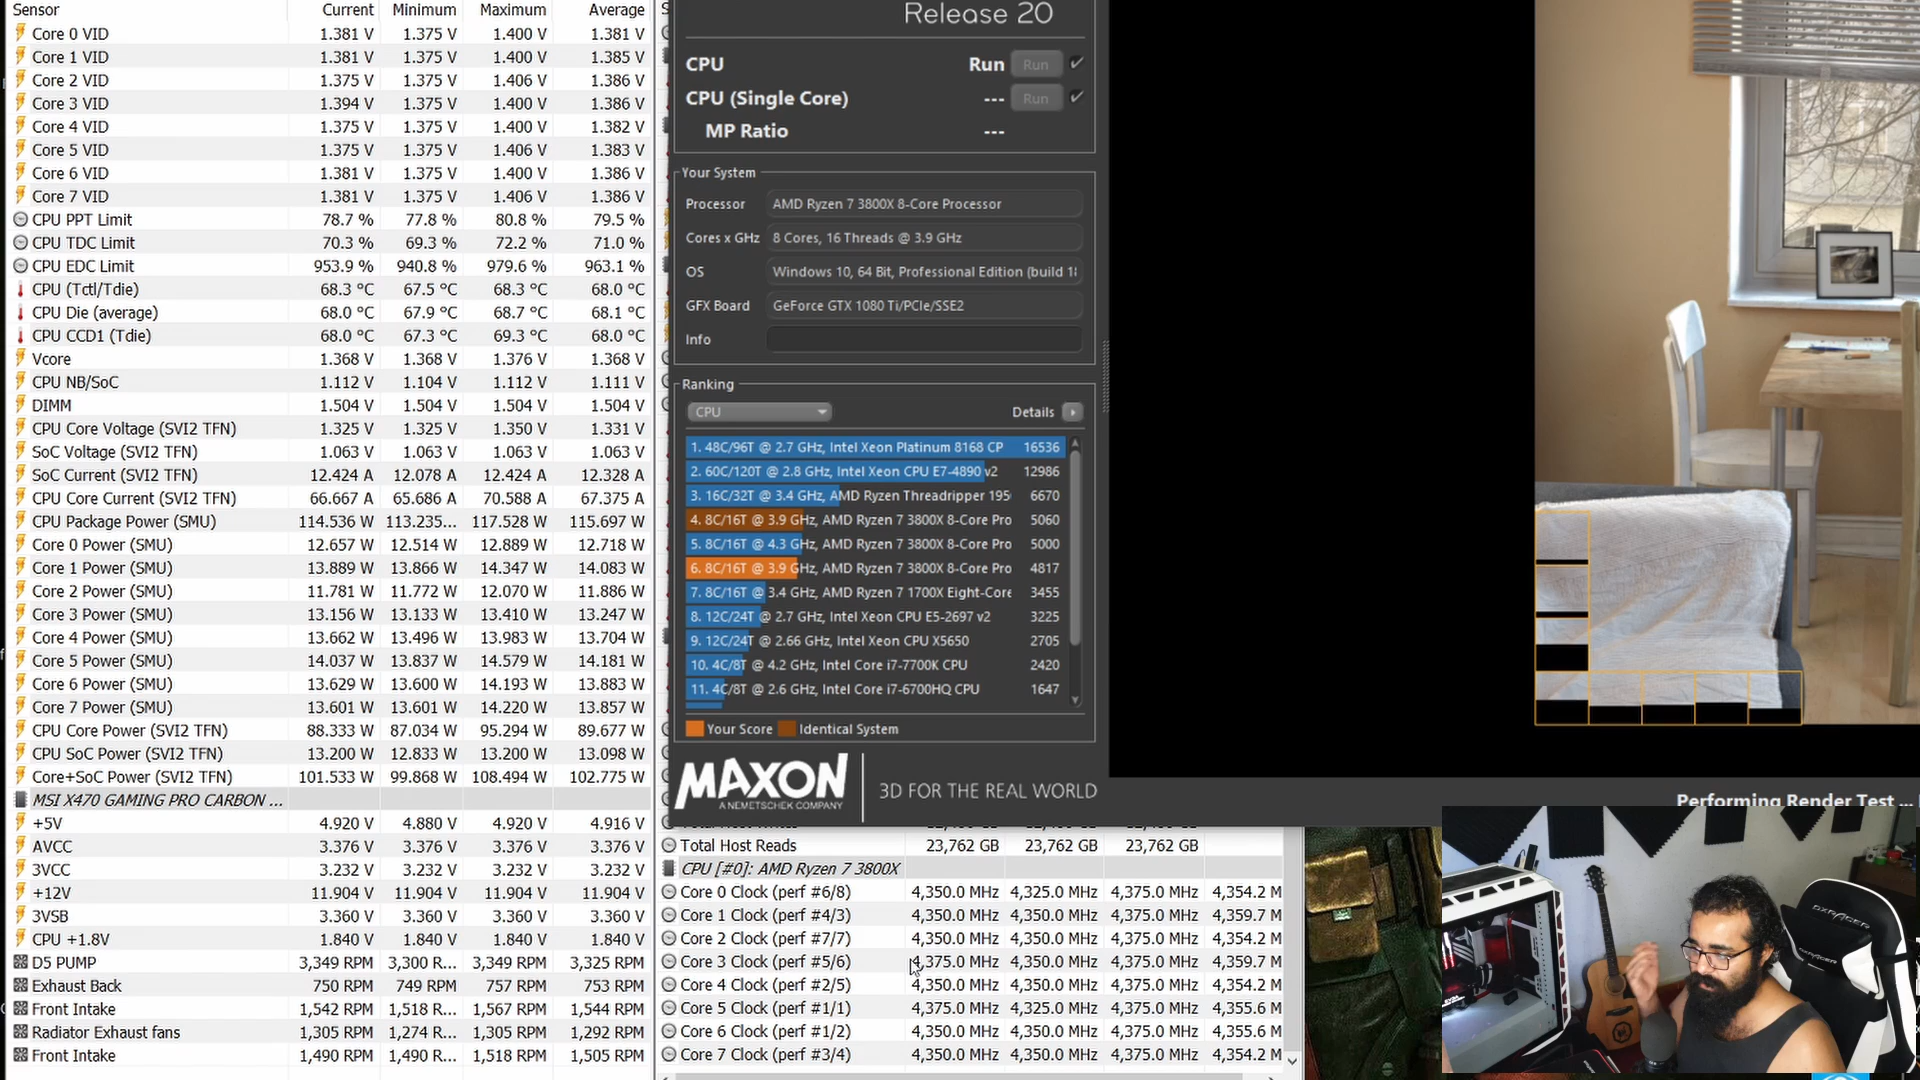 Sensor Current Minimum Maximum Average
Core 0 VID 1.381 V 1.375 V 1.400 V 1.381 V
Core 1 VID 1.381 V 1.375 V 1.400 V 1.385 V
Core 2 VID 1.375 V 1.375 V 1.406 V 1.386 V
Core 3 VID 1.394 V 1.375 V 1.400 V 1.386 V
Core 4 VID 1.375 V 1.375 V 1.400 V 1.382 V
Core 5 VID 1.375 V 1.375 V 1.406 V 1.383 V
Core 6 VID 1.381 V 1.375 V 1.400 V 1.386 V
Core 7 VID 1.381 V 1.375 V 1.406 V 1.386 V
CPU PPT Limit 78.7 % 77.8 % 80.8 % 79.5 %
CPU TDC Limit 70.3 % 69.3 % 72.2 % 71.0 %
CPU EDC Limit 953.9 % 940.8 % 979.6 % 963.1 %
CPU (Tctl/Tdie) 68.3 °C 67.5 °C 68.3 °C 68.0 °C
CPU Die (average) 68.0 °C 67.9 °C 68.7 °C 68.1 °C
CPU CCD1 (Tdie) 68.0 °C 67.3 °C 69.3 °C 68.0 °C
Vcore 1.368 V 1.368 V 1.376 V 1.368 V
CPU NB/SoC 1.112 V 1.104 V 1.112 V 1.111 V
DIMM 1.504 V 1.504 V 1.504 V 1.504 V
CPU Core Voltage (SVI2 TFN) 1.325 V 1.325 V 1.350 V 1.331 V
SoC Voltage (SVI2 TFN) 1.063 V 1.063 V 1.063 V 1.063 V
SoC Current (SVI2 TFN) 12.424 A 12.078 A 12.424 A 12.328 A
CPU Core Current (SVI2 TFN) 66.667 A 65.686 A 70.588 A 67.375 A
CPU Package Power (SMU) 114.536 W 113.235... 117.528 W 115.697 W
Core 0 Power (SMU) 12.657 W 12.514 W 12.889 W 12.718 W
Core 1 Power (SMU) 13.889 W 13.866 W 14.347 W 14.083 W
Core 2 Power (SMU) 11.781 W 11.772 W 12.070 W 11.886 W
Core 3 Power (SMU) 13.156 W 13.133 W 13.410 W 13.247 W
Core 4 Power (SMU) 13.662 W 13.496 W 13.983 W 13.704 W
Core 5 Power (SMU) 14.037 W 13.837 W 14.579 W 14.181 W
Core 6 Power (SMU) 13.629 W 13.600 W 14.193 W 13.883 W
Core 7 Power (SMU) 13.601 W 13.601 W 14.220 W 13.857 W
CPU Core Power (SVI2 TFN) 88.333 W 87.034 W 95.294 W 89.677 W
CPU SoC Power (SVI2 TFN) 13.200 W 12.833 W 13.200 W 13.098 W
Core+SoC Power (SVI2 TFN) 101.533 W 99.868 W 108.494 W 102.775 W
MSI X470 GAMING PRO CARBON ...
+5V 4.920 V 4.880 V 4.920 V 4.916 V
AVCC 3.376 V 3.376 V 3.376 V 3.376 V
3VCC 3.232 V 3.232 V 3.232 V 3.232 V
+12V 11.904 V 11.904 V 11.904 V 11.904 V
3VSB 3.360 V 3.360 V 3.360 V 3.360 V
CPU +1.8V 1.840 V 1.840 V 1.840 V 1.840 V
D5 PUMP 3,349 RPM 3,300 R... 3,349 RPM 3,325 RPM
Exhaust Back 750 RPM 749 RPM 757 RPM 753 RPM
Front Intake 1,542 RPM 1,518 R... 1,567 RPM 1,544 RPM
Radiator Exhaust fans 1,305 RPM 1,274 R... 1,305 RPM 1,292 RPM
Front Intake 1,490 RPM 1,490 R... 1,518 RPM 1,505 RPM
Release 20
CPU Run Run
CPU (Single Core) --- Run
MP Ratio ---
Your System
Processor AMD Ryzen 7 3800X 8-Core Processor
Cores x GHz 8 Cores, 16 Threads @ 3.9 GHz
OS Windows 10, 64 Bit, Professional Edition (build 18
GFX Board GeForce GTX 1080 Ti/PCIe/SSE2
Info
Ranking
CPU Details
1. 48C/96T @ 2.7 GHz, Intel Xeon Platinum 8168 CP 16536
2. 60C/120T @ 2.8 GHz, Intel Xeon CPU E7-4890 v2 12986
3. 16C/32T @ 3.4 GHz, AMD Ryzen Threadripper 195 6670
4. 8C/16T @ 3.9 GHz, AMD Ryzen 7 3800X 8-Core Pro 5060
5. 8C/16T @ 4.3 GHz, AMD Ryzen 7 3800X 8-Core Pro 5000
6. 8C/16T @ 3.9 GHz, AMD Ryzen 7 3800X 8-Core Pro 4817
7. 8C/16T @ 3.4 GHz, AMD Ryzen 7 1700X Eight-Core 3455
8. 12C/24T @ 2.7 GHz, Intel Xeon CPU E5-2697 v2 3225
9. 12C/24T @ 2.66 GHz, Intel Xeon CPU X5650 2705
10. 4C/8T @ 4.2 GHz, Intel Core i7-7700K CPU 2420
11. 4C/8T @ 2.6 GHz, Intel Core i7-6700HQ CPU 1647
Your Score Identical System
MAXON
A NEMETSCHEK COMPANY
3D FOR THE REAL WORLD
Performing Render Test ...
Total Host Reads 23,762 GB 23,762 GB 23,762 GB
CPU [#0]: AMD Ryzen 7 3800X
Core 0 Clock (perf #6/8) 4,350.0 MHz 4,325.0 MHz 4,375.0 MHz 4,354.2 M
Core 1 Clock (perf #4/3) 4,350.0 MHz 4,350.0 MHz 4,375.0 MHz 4,359.7 M
Core 2 Clock (perf #7/7) 4,350.0 MHz 4,350.0 MHz 4,375.0 MHz 4,354.2 M
Core 3 Clock (perf #5/6) 4,375.0 MHz 4,350.0 MHz 4,375.0 MHz 4,359.7 M
Core 4 Clock (perf #2/5) 4,350.0 MHz 4,350.0 MHz 4,375.0 MHz 4,354.2 M
Core 5 Clock (perf #1/1) 4,375.0 MHz 4,325.0 MHz 4,375.0 MHz 4,355.6 M
Core 6 Clock (perf #1/2) 4,350.0 MHz 4,350.0 MHz 4,375.0 MHz 4,355.6 M
Core 7 Clock (perf #3/4) 4,350.0 MHz 4,350.0 MHz 4,375.0 MHz 4,354.2 M
DXRACER